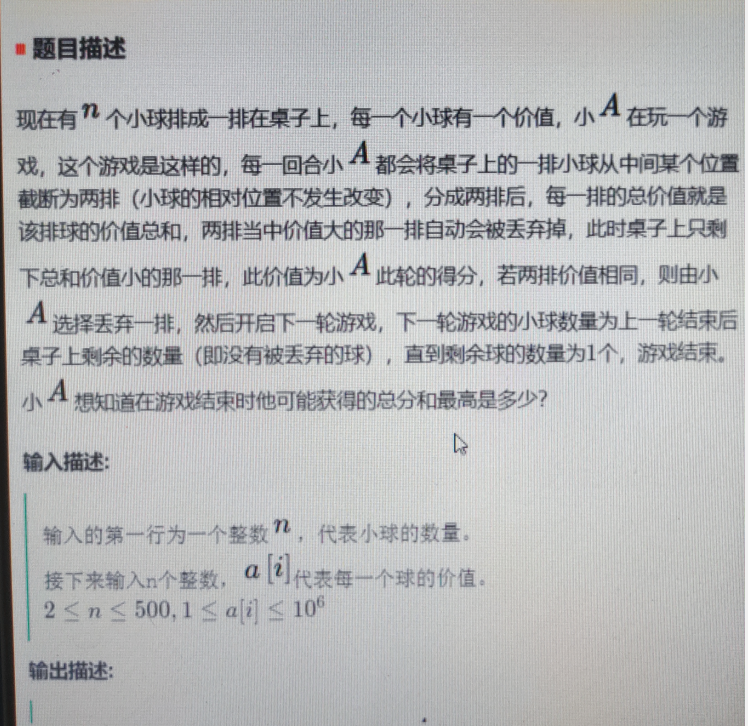 题目描述
现在有 n 个小球排成一排在桌子上，每一个小球有一个价值，小 A 在玩一个游
戏，这个游戏是这样的，每一回合小 A 都会将桌子上的一排小球从中间某个位置
截断为两排（小球的相对位置不发生改变），分成两排后，每一排的总价值就是
该排球的价值总和，两排当中价值大的那一排自动会被丢弃掉，此时桌子上只剩
下总和价值小的那一排，此价值为小 A 此轮的得分，若两排价值相同，则由小
A 选择丢弃一排，然后开启下一轮游戏，下一轮游戏的小球数量为上一轮结束后
桌子上剩余的数量（即没有被丢弃的球），直到剩余球的数量为1个，游戏结束。
小 A 想知道在游戏结束时他可能获得的总分和最高是多少？
输入描述:
输入的第一行为一个整数 n ，代表小球的数量。
接下来输入n个整数， a [i] 代表每一个球的价值。
2 ≤ n ≤ 500, 1 ≤ a[i] ≤ 10⁶
输出描述: